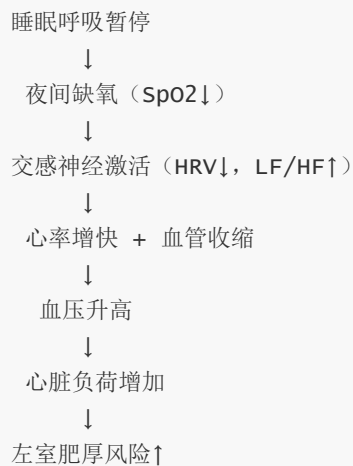 睡眠呼吸暂停
↓
夜间缺氧（SpO2↓）
↓
交感神经激活（HRV↓, LF/HF↑）
↓
心率增快 + 血管收缩
↓
血压升高
↓
心脏负荷增加
↓
左室肥厚风险↑